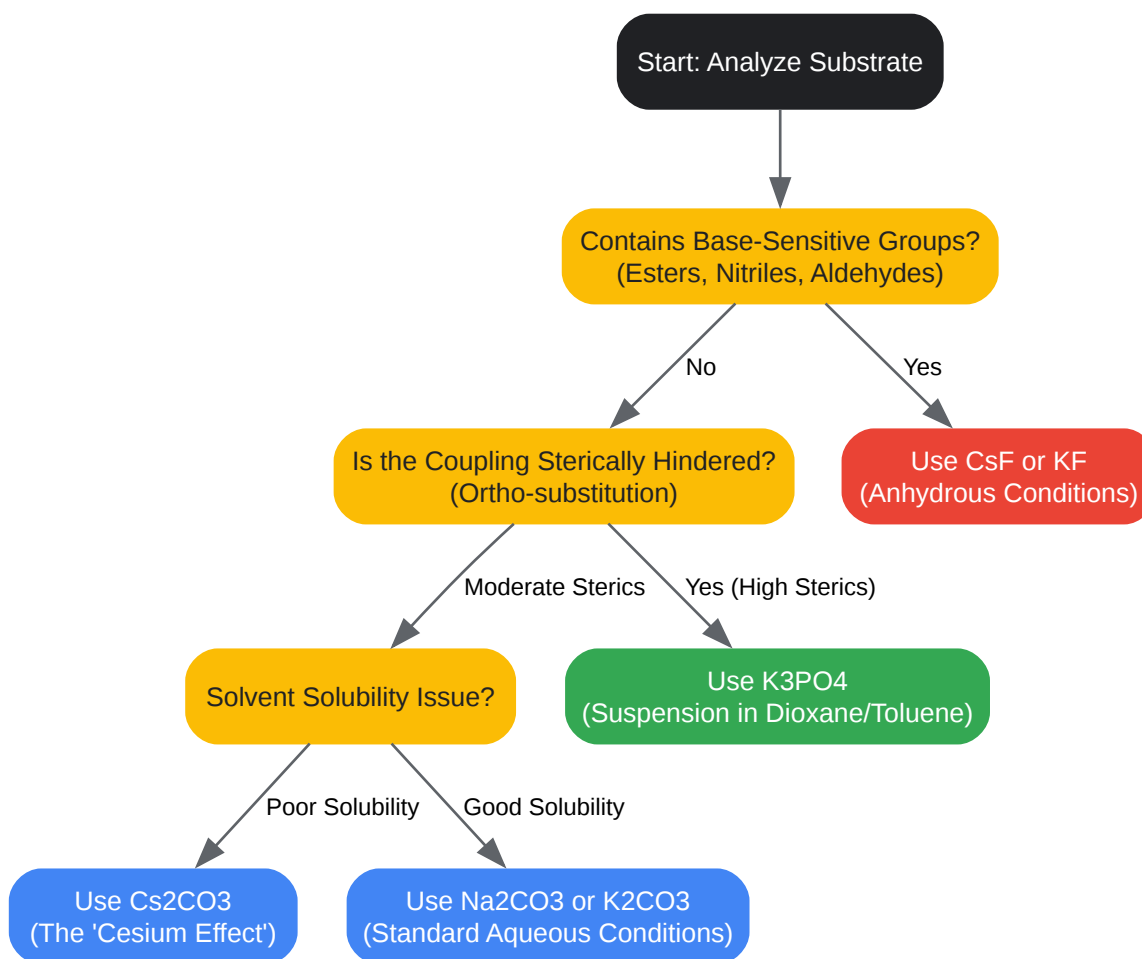 Start: Analyze Substrate
Contains Base-Sensitive Groups?
(Esters, Nitriles, Aldehydes)
No
Yes
Is the Coupling Sterically Hindered?
(Ortho-substitution)
Use CsF or KF
(Anhydrous Conditions)
Moderate Sterics
Yes (High Sterics)
Solvent Solubility Issue?
Use K3PO4
(Suspension in Dioxane/Toluene)
Poor Solubility
Good Solubility
Use Cs2CO3
(The 'Cesium Effect')
Use Na2CO3 or K2CO3
(Standard Aqueous Conditions)